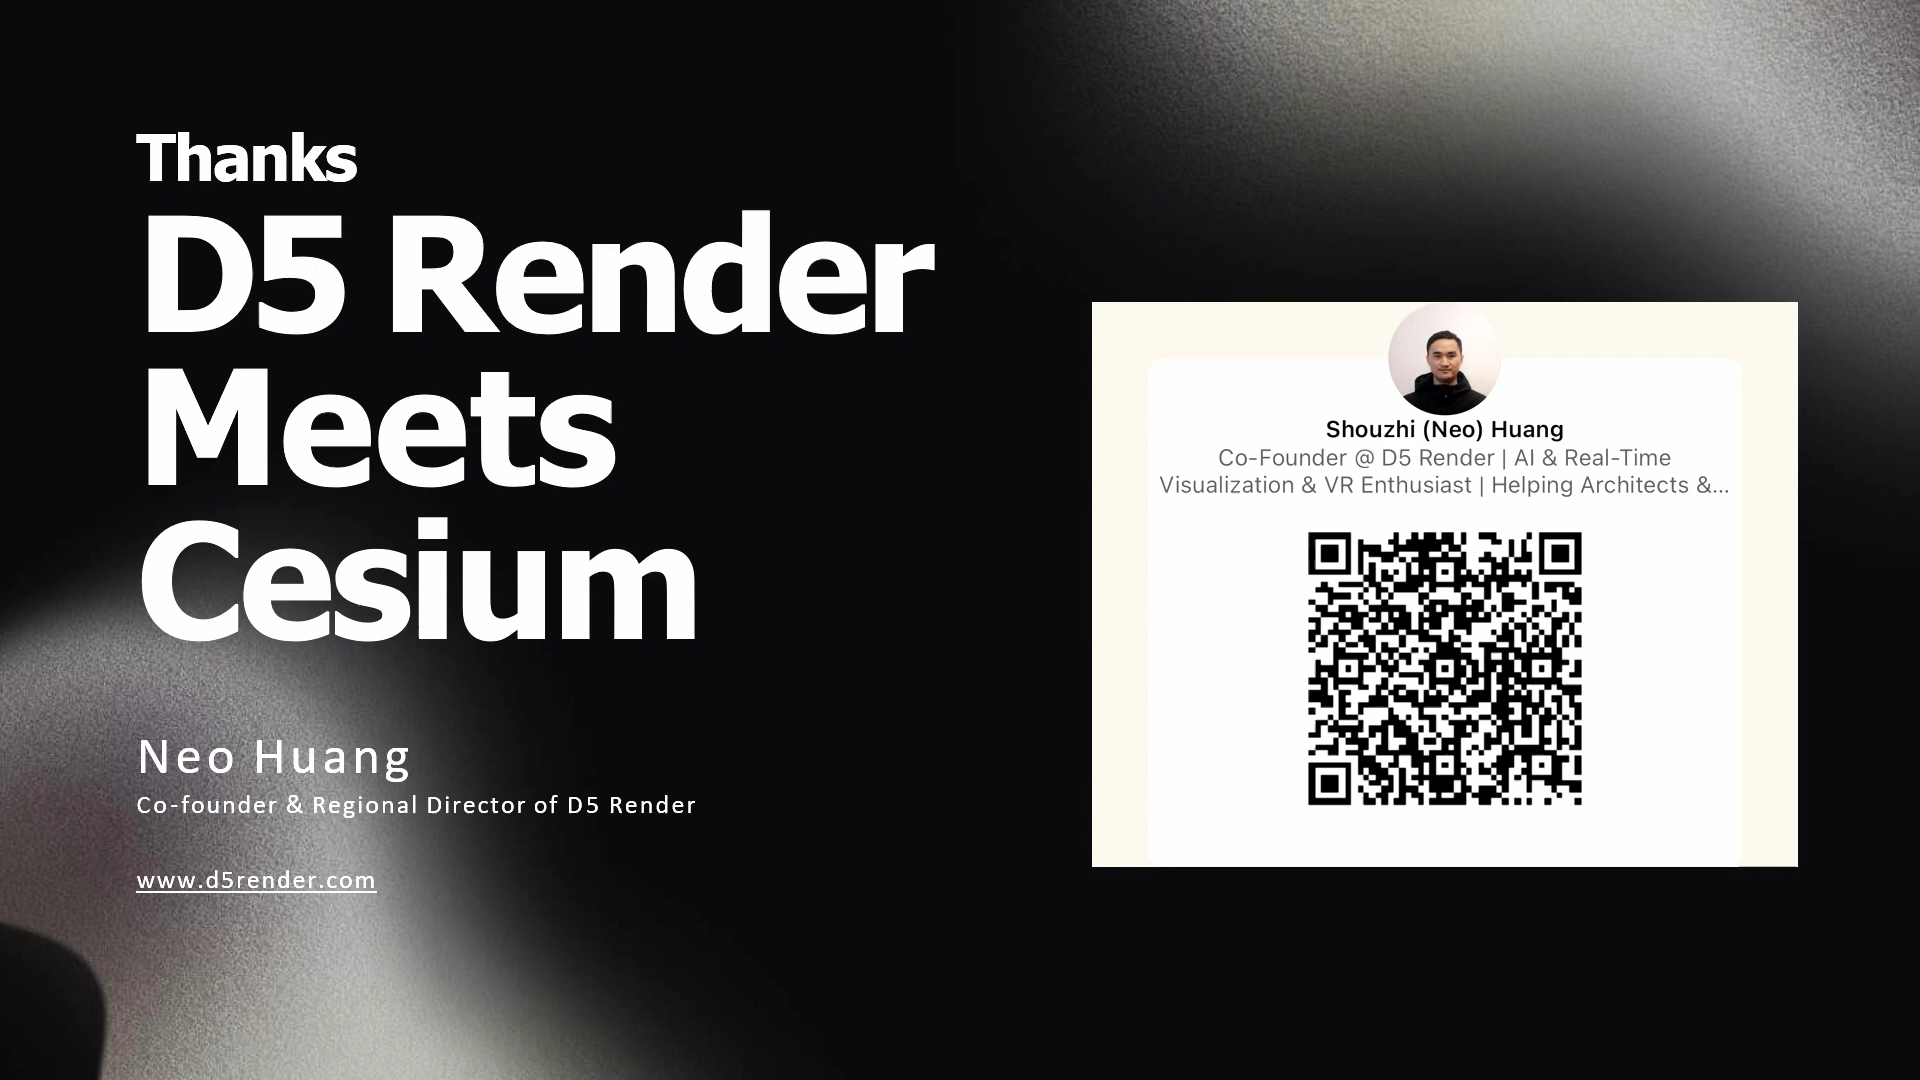 Thanks
D5 Render
Meets
Cesium
Neo Huang
Co-founder & Regional Director of D5 Render
www.d5render.com
Shouzhi (Neo) Huang
Co-Founder @ D5 Render | AI & Real-Time
Visualization & VR Enthusiast | Helping Architects &...